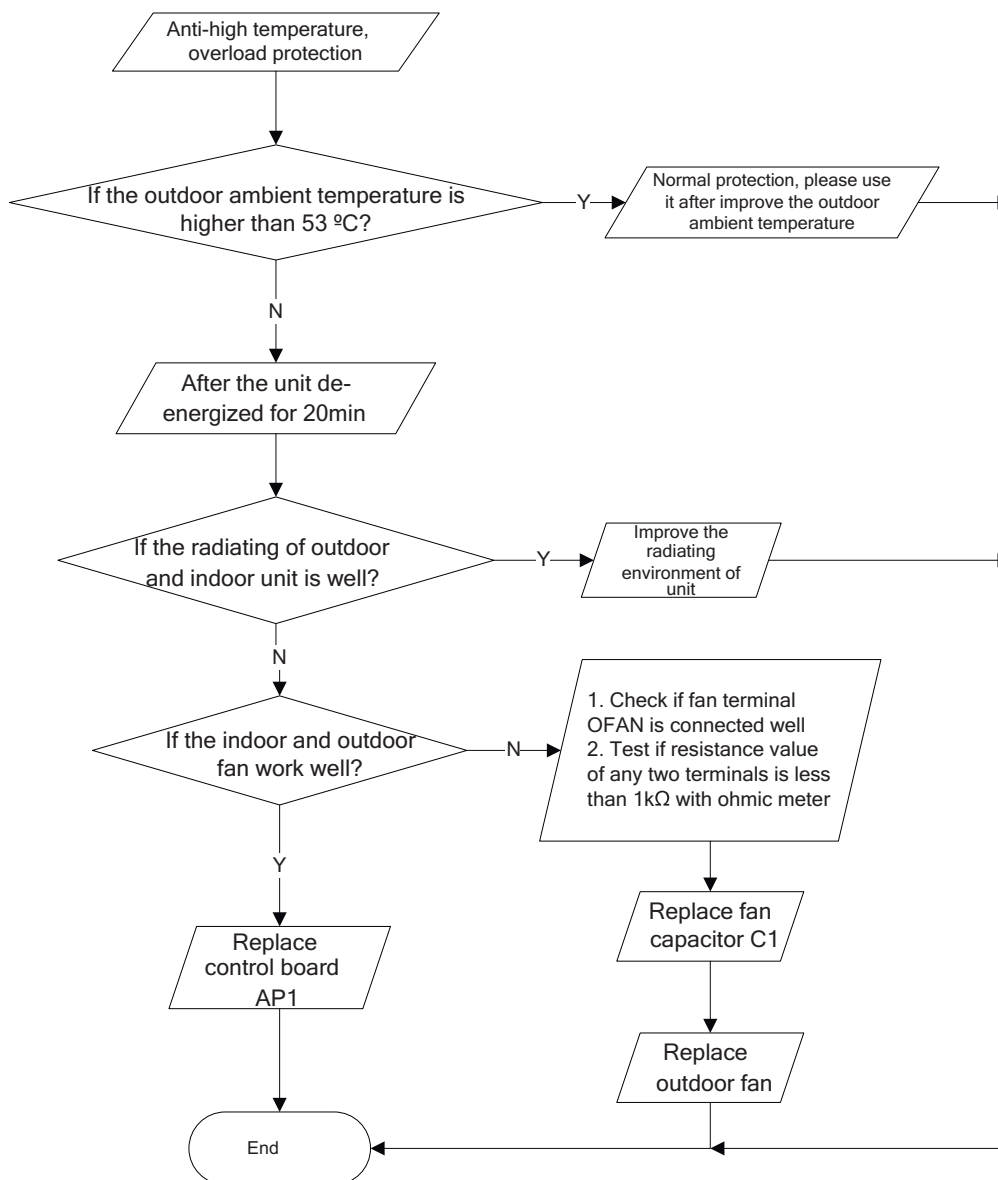 Anti-high temperature,
overload protection
If the outdoor ambient temperature is
higher than 53 ºC?
Y
Normal protection, please use
it after improve the outdoor
ambient temperature
N
After the unit de-
energized for 20min
If the radiating of outdoor
and indoor unit is well?
Y
Improve the
radiating
environment of
unit
N
If the indoor and outdoor
fan work well?
N
1. Check if fan terminal
OFAN is connected well
2. Test if resistance value
of any two terminals is less
than 1kΩ with ohmic meter
Y
Replace
control board
AP1
Replace fan
capacitor C1
Replace
outdoor fan
End